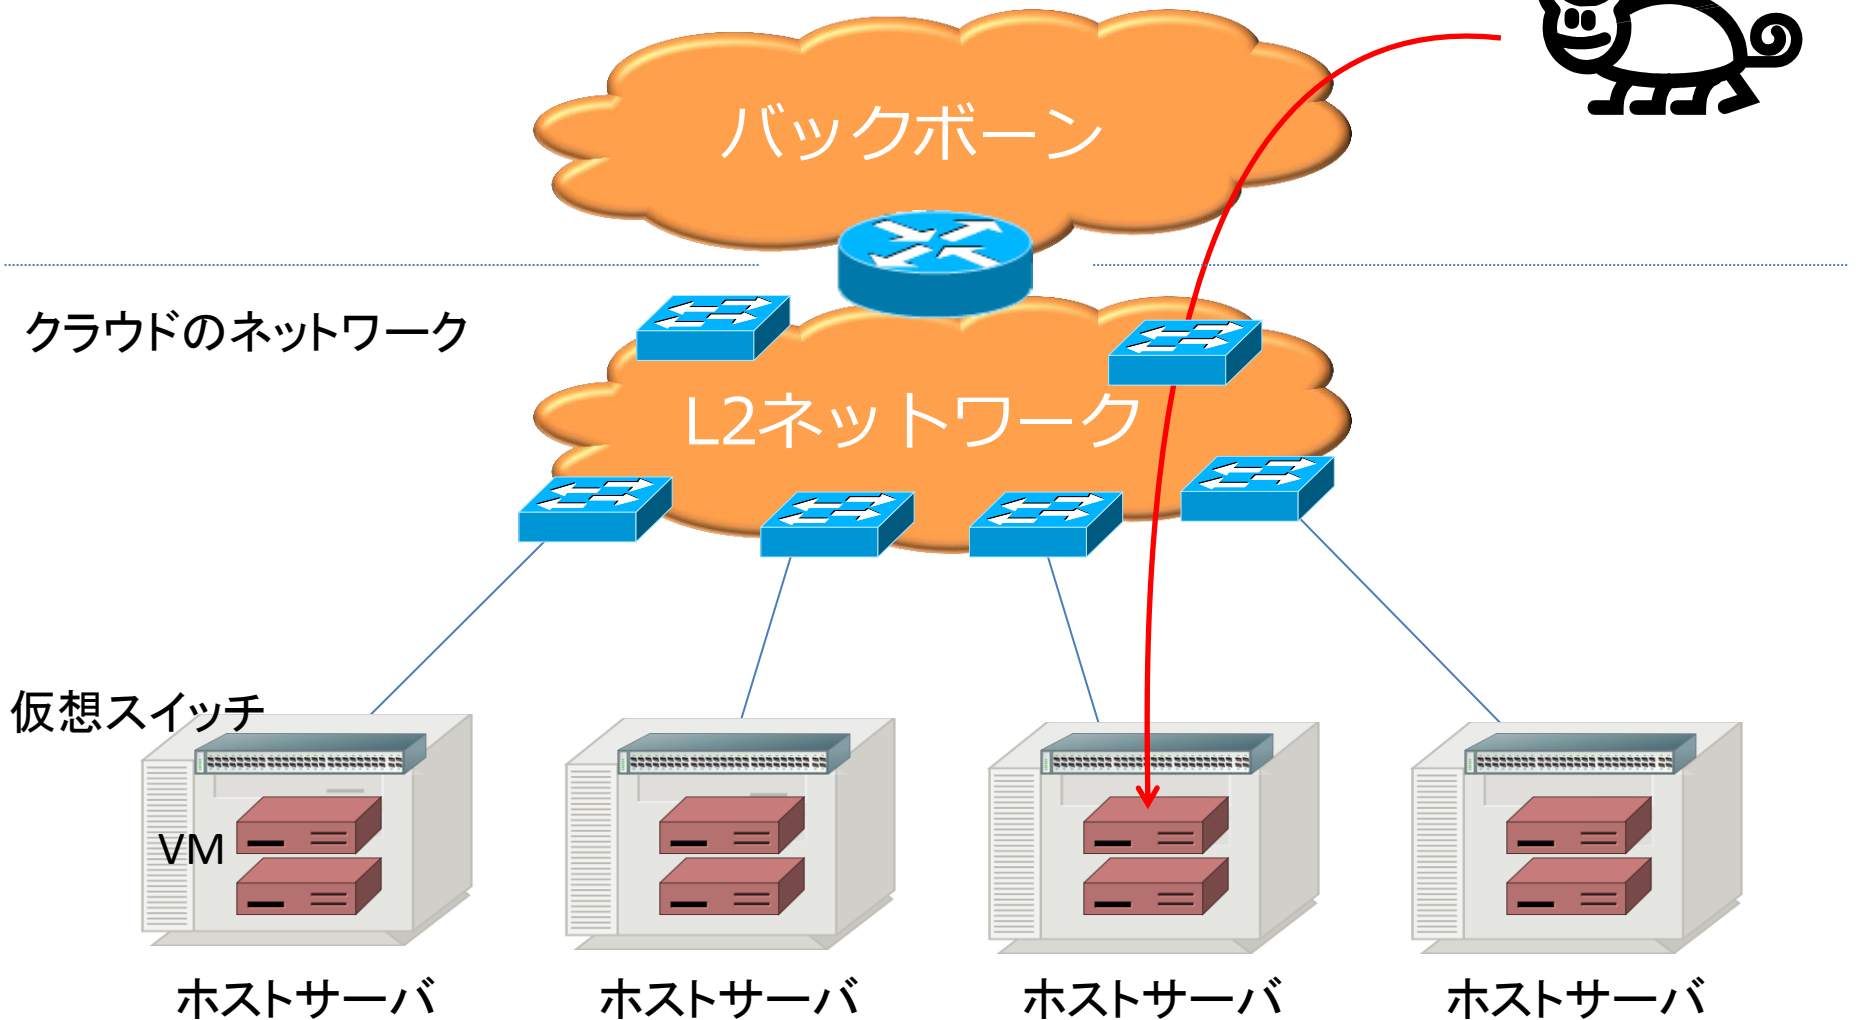 バックボーン
クラウドのネットワーク
L2ネットワーク
仮想スイッチ
VM
ホストサーバ
ホストサーバ
ホストサーバ
ホストサーバ